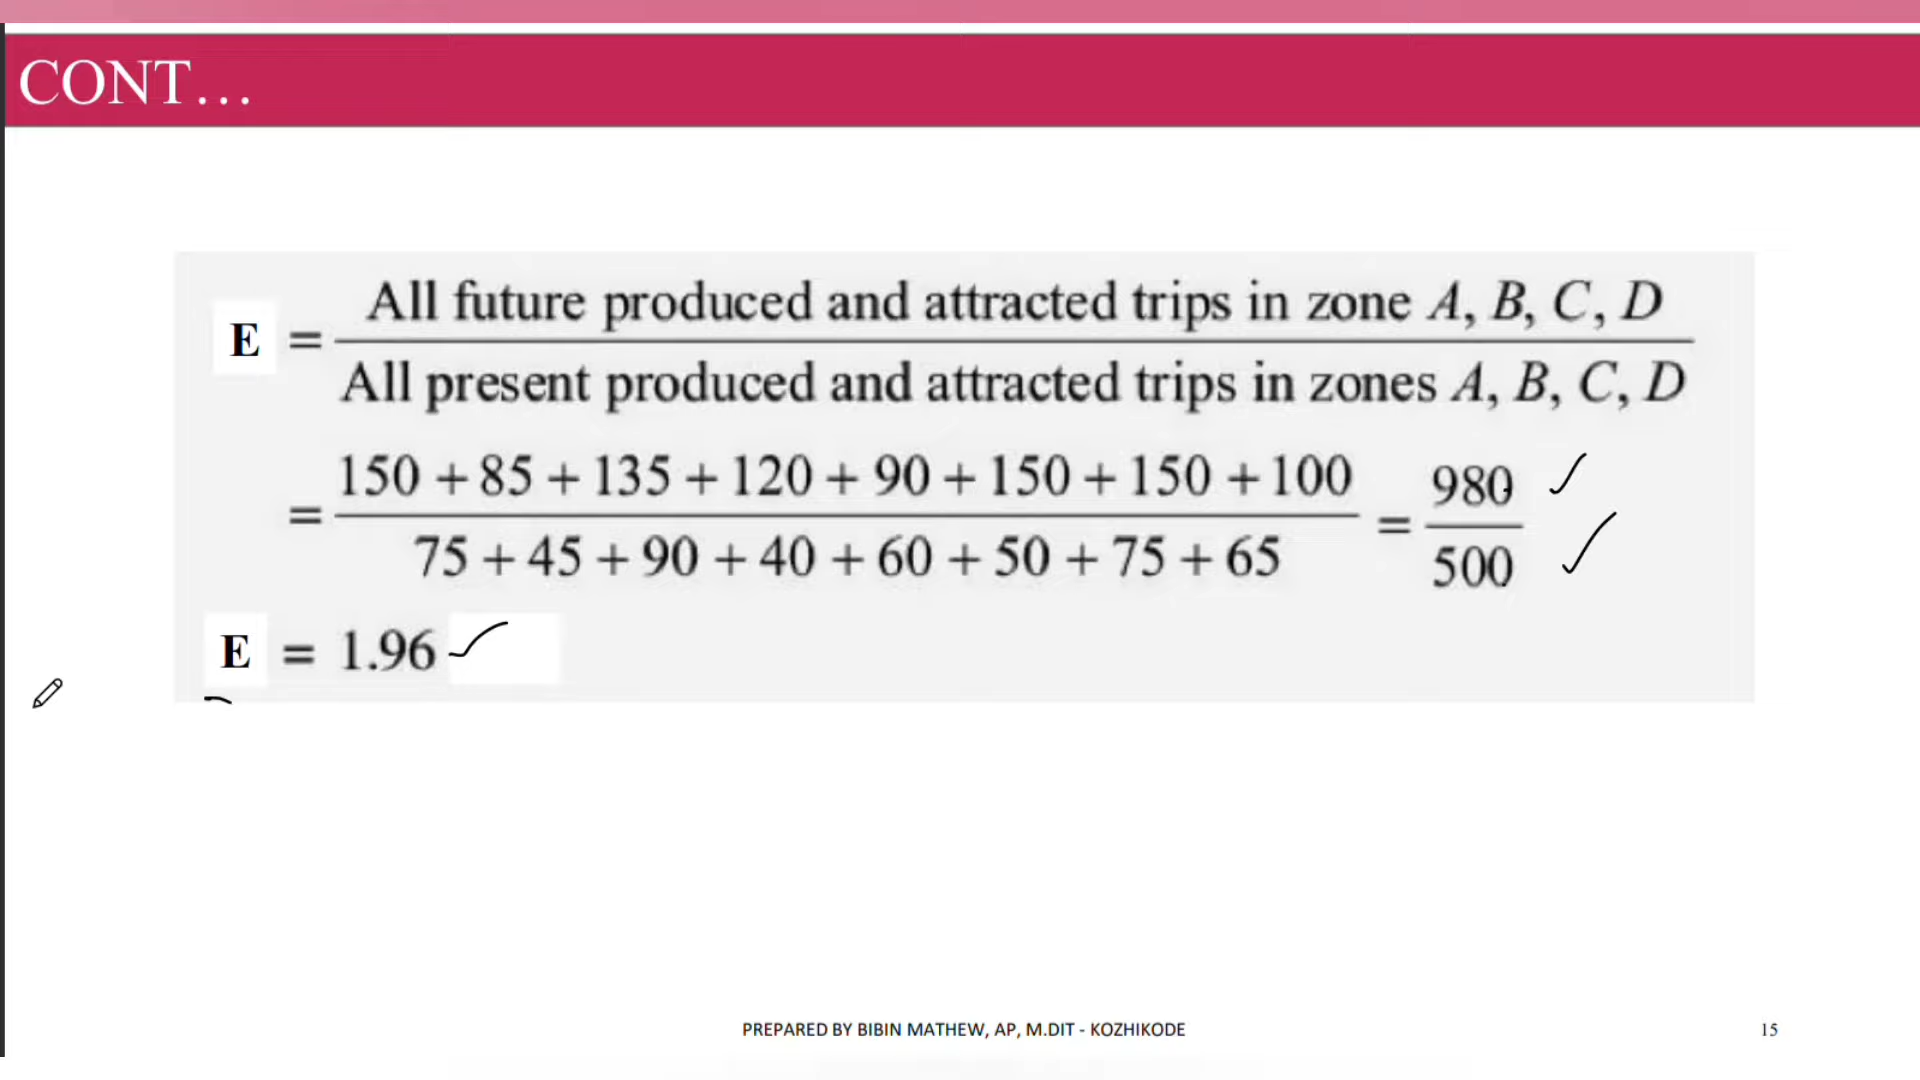 CONT…
E = All future produced and attracted trips in zone A, B, C, D
All present produced and attracted trips in zones A, B, C, D
= 150 + 85 + 135 + 120 + 90 + 150 + 150 + 100 = 980
75 + 45 + 90 + 40 + 60 + 50 + 75 + 65 500
E = 1.96
PREPARED BY BIBIN MATHEW, AP, M.DIT - KOZHIKODE 15